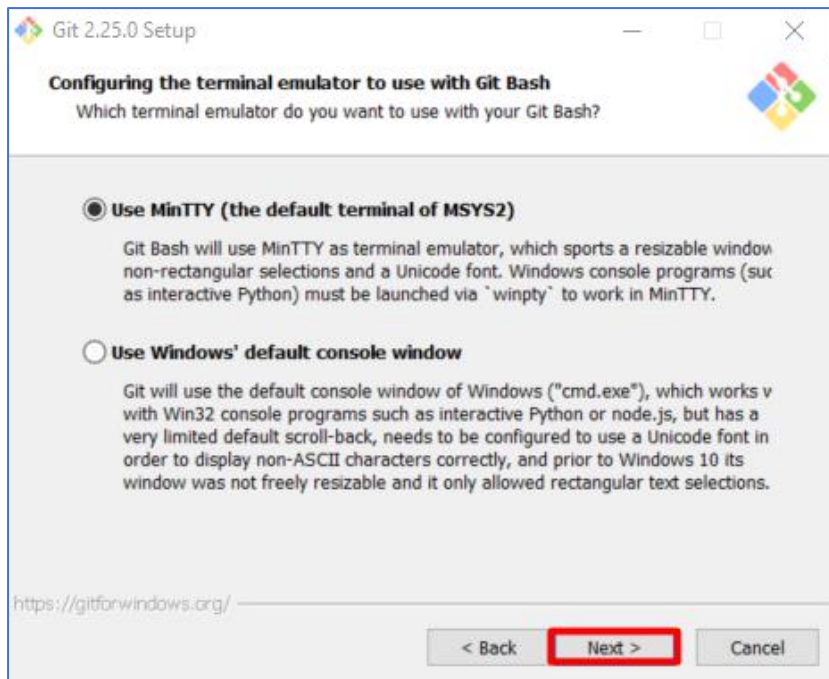 Git 2.25.0 Setup
Configuring the terminal emulator to use with Git Bash
Which terminal emulator do you want to use with your Git Bash?
Use MinTTY (the default terminal of MSYS2)
Git Bash will use MinTTY as terminal emulator, which sports a resizable window
non-rectangular selections and a Unicode font. Windows console programs (suc
as interactive Python) must be launched via `winpty` to work in MinTTY.
Use Windows' default console window
Git will use the default console window of Windows ("cmd.exe"), which works v
with Win32 console programs such as interactive Python or node.js, but has a
very limited default scroll-back, needs to be configured to use a Unicode font in
order to display non-ASCII characters correctly, and prior to Windows 10 its
window was not freely resizable and it only allowed rectangular text selections.
https://gitforwindows.org/
< Back Next > Cancel